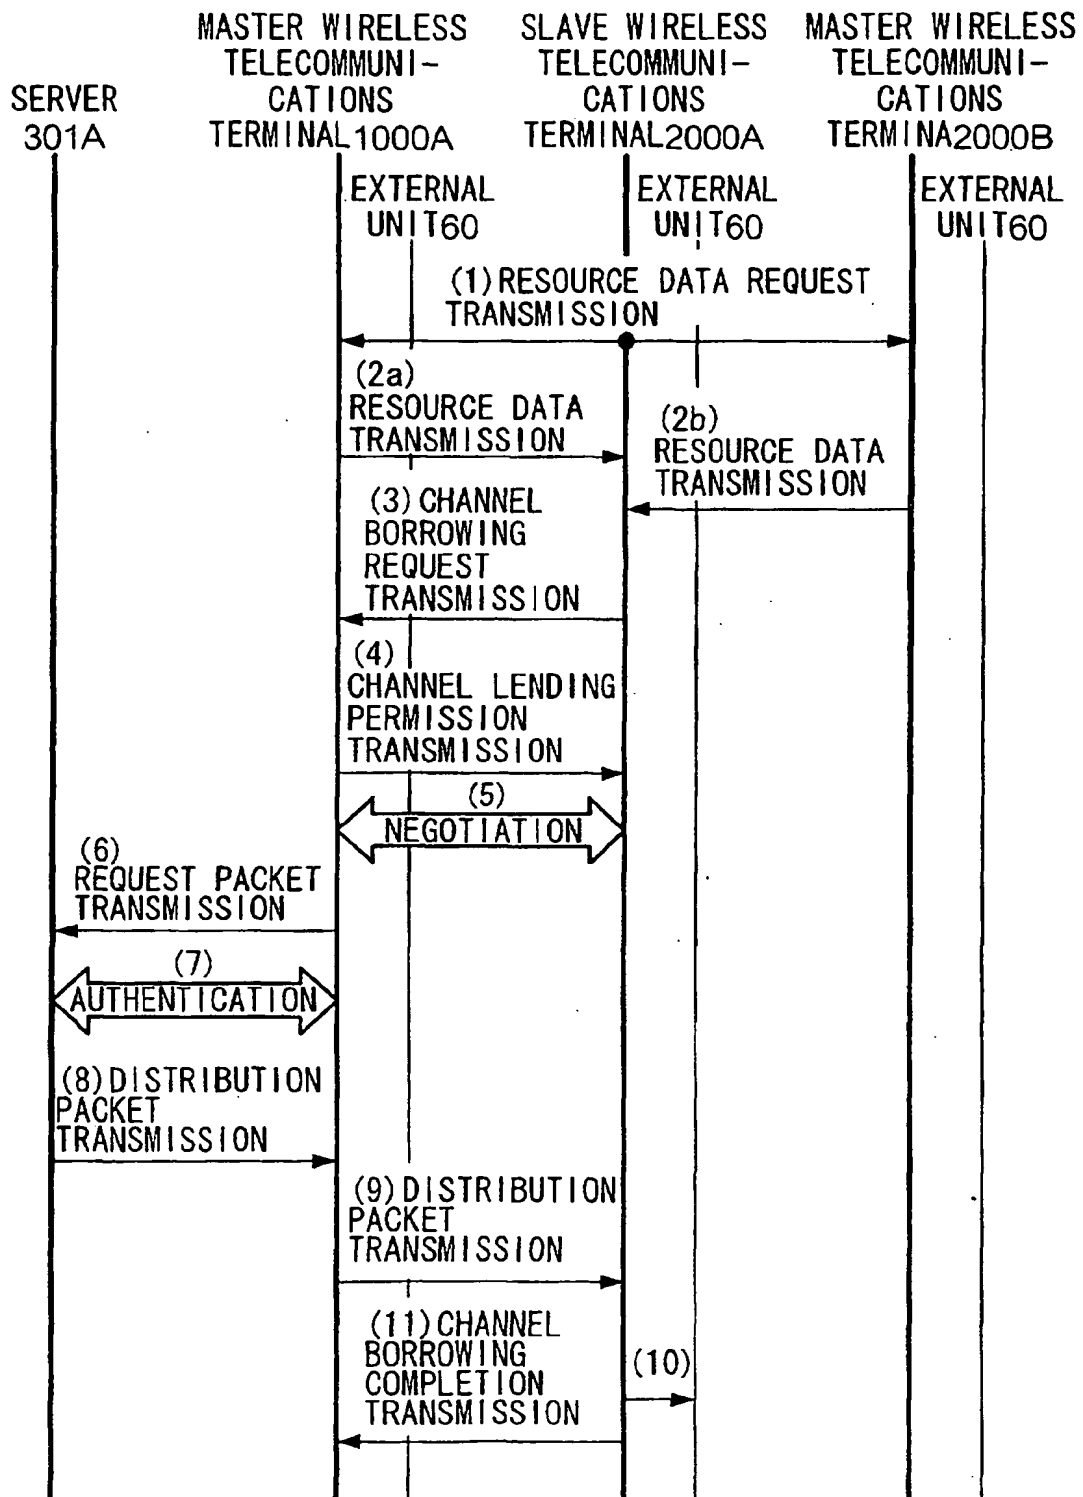 MASTER WIRELESS
TELECOMMUNI-
CATIONS
TERMINAL1000A
SLAVE WIRELESS
TELECOMMUNI-
CATIONS
TERMINAL2000A
MASTER WIRELESS
TELECOMMUNI-
CATIONS
TERMINA2000B
SERVER
301A
EXTERNAL
UNIT60
EXTERNAL
UNIT60
EXTERNAL
UNIT60
(1)RESOURCE DATA REQUEST
TRANSMISSION
(2a)
RESOURCE DATA
TRANSMISSION
(2b)
RESOURCE DATA
TRANSMISSION
(3)CHANNEL
BORROWING
REQUEST
TRANSMISSION
(4)
CHANNEL LENDING
PERMISSION
TRANSMISSION
(5)
NEGOTIATION
(6)
REQUEST PACKET
TRANSMISSION
(7)
AUTHENTICATION
(8)DISTRIBUTION
PACKET
TRANSMISSION
(9)DISTRIBUTION
PACKET
TRANSMISSION
(11)CHANNEL
BORROWING
COMPLETION
TRANSMISSION
(10)